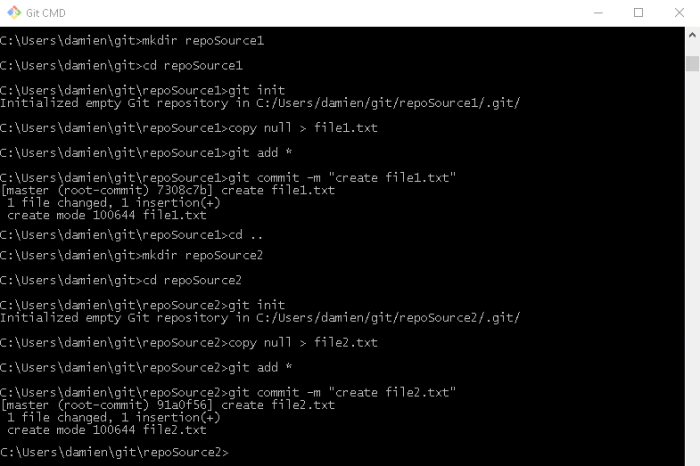 Git CMD
C:\Users\damien\git>mkdir repoSource1
C:\Users\damien\git>cd repoSource1
C:\Users\damien\git\repoSource1>git init
Initialized empty Git repository in C:/Users/damien/git/repoSource1/.git/
C:\Users\damien\git\repoSource1>copy null > file1.txt
C:\Users\damien\git\repoSource1>git add *
C:\Users\damien\git\repoSource1>git commit -m "create file1.txt"
[master (root-commit) 7308c7b] create file1.txt
 1 file changed, 1 insertion(+)
 create mode 100644 file1.txt
C:\Users\damien\git\repoSource1>cd ..
C:\Users\damien\git>mkdir repoSource2
C:\Users\damien\git>cd repoSource2
C:\Users\damien\git\repoSource2>git init
Initialized empty Git repository in C:/Users/damien/git/repoSource2/.git/
C:\Users\damien\git\repoSource2>copy null > file2.txt
C:\Users\damien\git\repoSource2>git add *
C:\Users\damien\git\repoSource2>git commit -m "create file2.txt"
[master (root-commit) 91a0f56] create file2.txt
 1 file changed, 1 insertion(+)
 create mode 100644 file2.txt
C:\Users\damien\git\repoSource2>